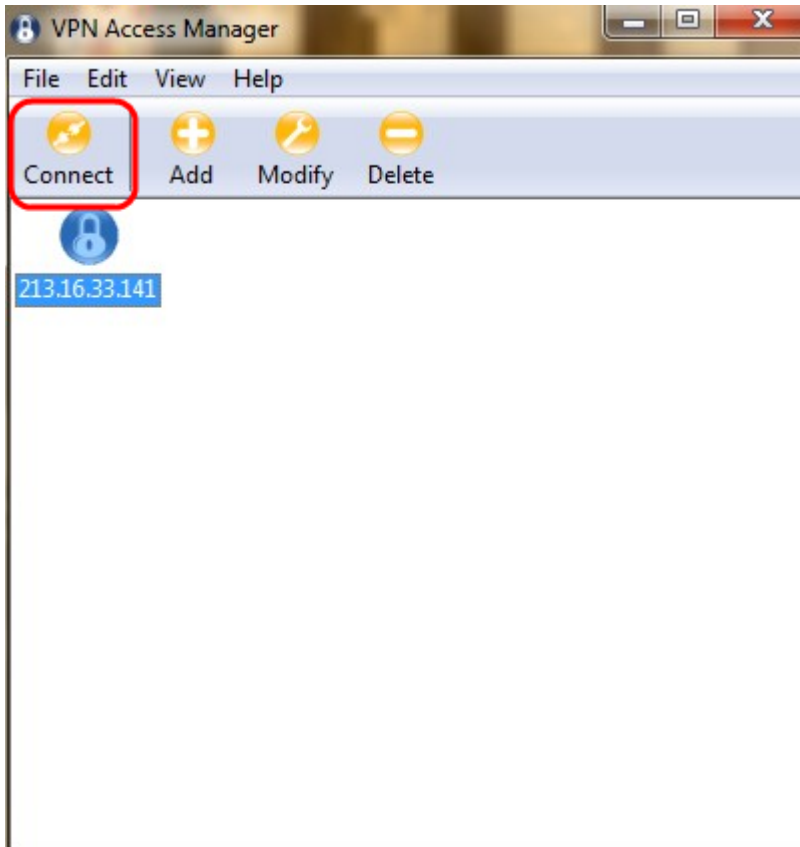 VPN Access Manager
File Edit View Help
Connect Add Modify Delete
213.16.33.141